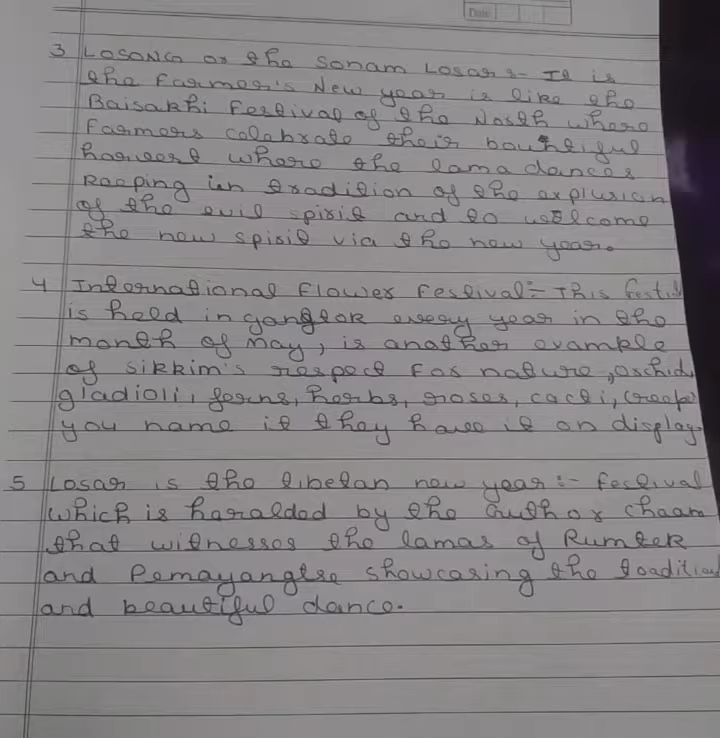 Date
3 LOSONG or the Sonam Losar :- It is
the Farmer's New year is like the
Baisakhi Festival of the North where
Farmers celabrate their bountiful
harvest where the lama dances
Keeping in tradition of the explusion
of the evil spirit and to welcome
the new spirit via the new year.
4 International Flower Festival :- This festiv
is held in gangtok every year in the
month of May, is another example
of Sikkim's respect For nature, orchid,
gladioli, ferns, herbs, roses, cacti, creepe
you name it they have it on display.
5 Losar is the tibetan new year :- festival
which is haralded by the Guthor chaam
that witnesses the lamas of Rumtek
and Pemayangtse showcasing the tradition
and beautiful dance.